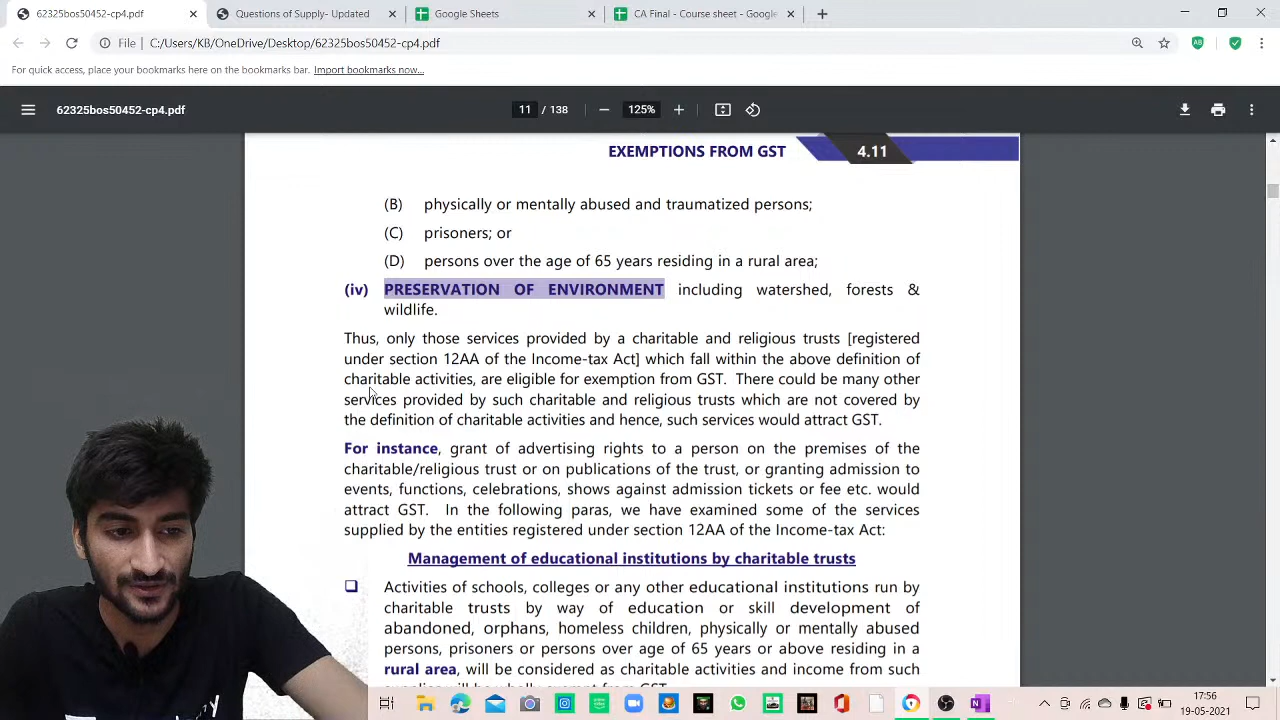 62325bos50452-cp4.pdf
Questions of Supply- Updated
Google Sheets
CA Final - Course sheet - Google
File | C:/Users/KB/OneDrive/Desktop/62325bos50452-cp4.pdf
For quick access, place your bookmarks here on the bookmarks bar. Import bookmarks now...
62325bos50452-cp4.pdf
11 / 138
125%
EXEMPTIONS FROM GST 4.11
(B) physically or mentally abused and traumatized persons;
(C) prisoners; or
(D) persons over the age of 65 years residing in a rural area;
(iv) PRESERVATION OF ENVIRONMENT including watershed, forests &
wildlife.
Thus, only those services provided by a charitable and religious trusts [registered
under section 12AA of the Income-tax Act] which fall within the above definition of
charitable activities, are eligible for exemption from GST. There could be many other
services provided by such charitable and religious trusts which are not covered by
the definition of charitable activities and hence, such services would attract GST.
For instance, grant of advertising rights to a person on the premises of the
charitable/religious trust or on publications of the trust, or granting admission to
events, functions, celebrations, shows against admission tickets or fee etc. would
attract GST. In the following paras, we have examined some of the services
supplied by the entities registered under section 12AA of the Income-tax Act:
Management of educational institutions by charitable trusts
❑ Activities of schools, colleges or any other educational institutions run by
charitable trusts by way of education or skill development of
abandoned, orphans, homeless children, physically or mentally abused
persons, prisoners or persons over age of 65 years or above residing in a
rural area, will be considered as charitable activities and income from such
17:56
19-05-2021